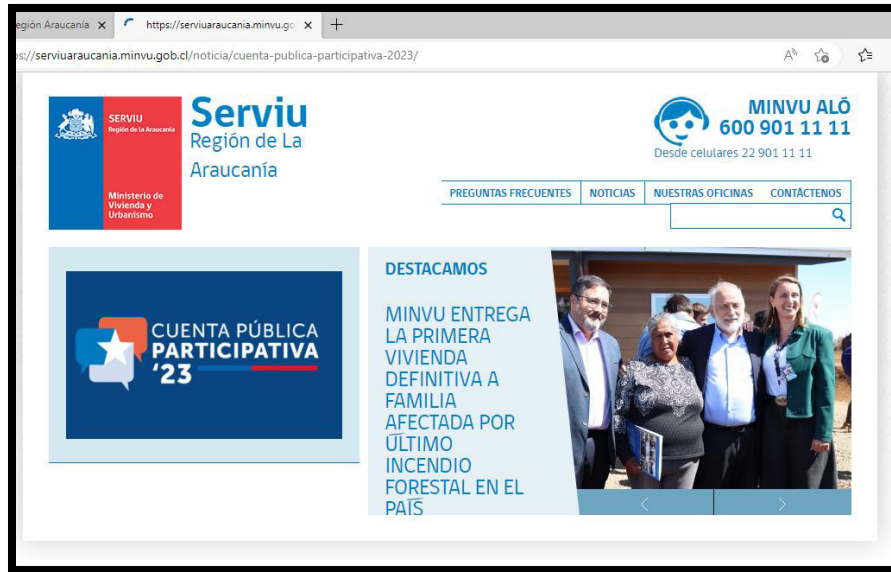 egión Araucanía
https://serviuaraucania.minvu.go
os://serviuaraucania.minvu.gob.cl/noticia/cuenta-publica-participativa-2023/
SERVIU
Región de la Araucanía
Ministerio de
Vivienda y
Urbanismo
Serviu
Región de La
Araucanía
MINVU ALÓ
600 901 11 11
Desde celulares 22 901 11 11
PREGUNTAS FRECUENTES
NOTICIAS
NUESTRAS OFICINAS
CONTÁCTENOS
CUENTA PÚBLICA
PARTICIPATIVA
'23
DESTACAMOS
MINVU ENTREGA
LA PRIMERA
VIVIENDA
DEFINITIVA A
FAMILIA
AFECTADA POR
ÚLTIMO
INCENDIO
FORESTAL EN EL
PAÍS